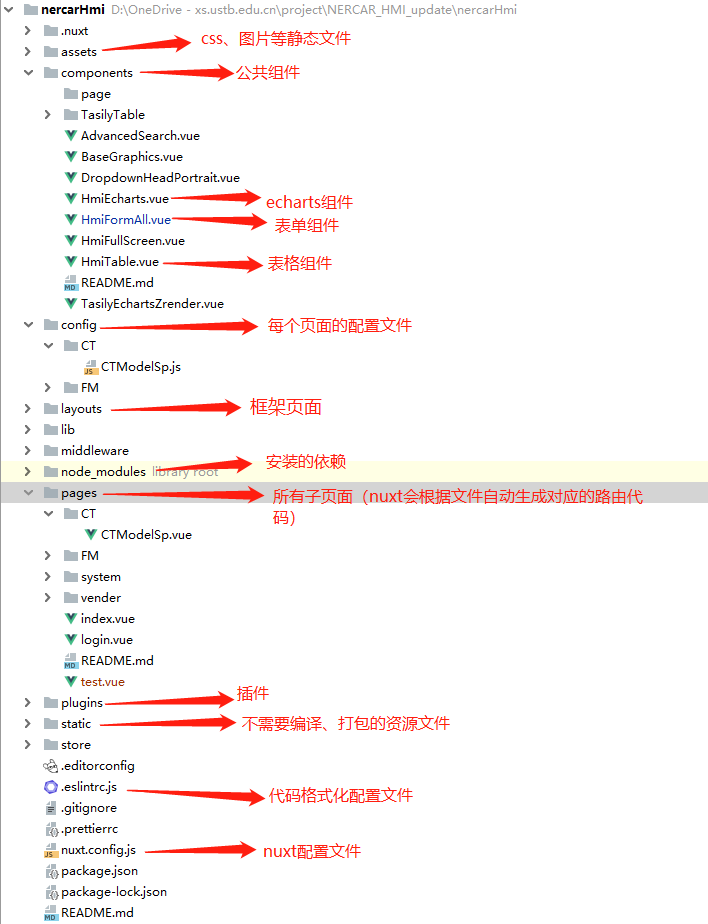 nercarHmi D:\OneDrive - xs.ustb.edu.cn\project\NERCAR_HMI_update\nercarHmi
.nuxt
assets css、图片等静态文件
components 公共组件
page
TasilyTable
AdvancedSearch.vue
BaseGraphics.vue
DropdownHeadPortrait.vue
HmiEcharts.vue echarts组件
HmiFormAll.vue 表单组件
HmiFullScreen.vue
HmiTable.vue 表格组件
MD README.md
TasilyEchartsZrender.vue
config 每个页面的配置文件
CT
JS CTModelSp.js
FM
layouts 框架页面
lib
middleware
node_modules library root 安装的依赖
pages 所有子页面（nuxt会根据文件自动生成对应的路由代
码）
CT
CTModelSp.vue
FM
system
vender
index.vue
login.vue
MD README.md
test.vue
plugins 插件
static 不需要编译、打包的资源文件
store
.editorconfig
.eslintrc.js 代码格式化配置文件
.gitignore
.prettierrc
JS nuxt.config.js nuxt配置文件
package.json
package-lock.json
MD README.md